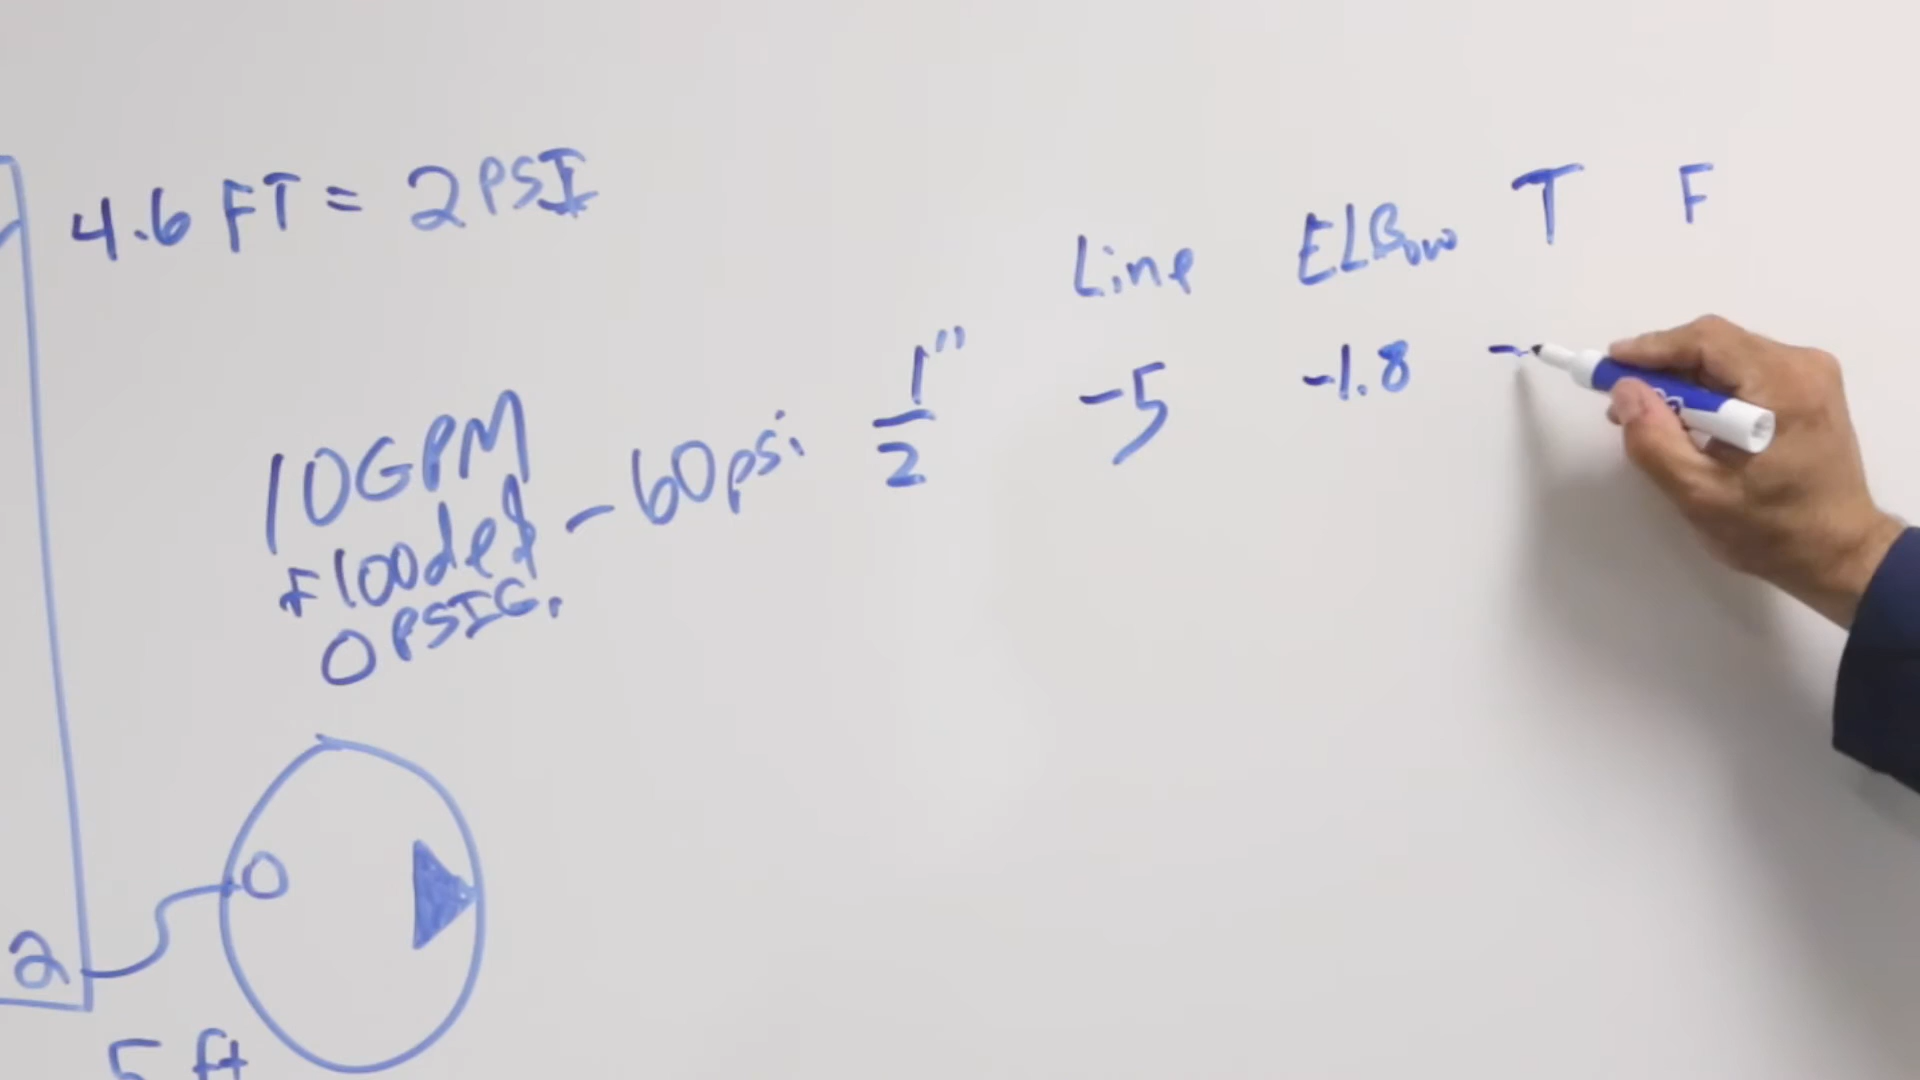 4.6 FT = 2 PSI
Line ELBow T F
1" -5 -1.8 -
2
10GPM
Flooded - 60psi
0 PSIG.
0
2
5 ft